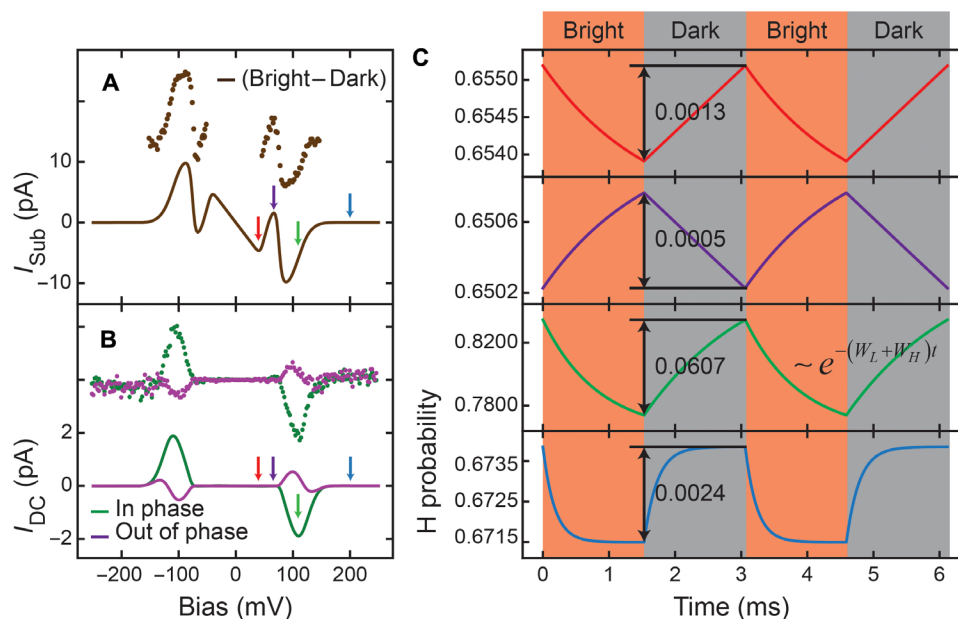 A
(Bright−Dark)
10
0
−10
I_Sub (pA)
B
2
0
−2
I_DC (pA)
In phase
Out of phase
−200 −100 0 100 200
Bias (mV)
C
Bright Dark Bright Dark
0.6550
0.6545
0.6540
0.0013
0.6506
0.6502
0.0005
0.8200
0.7800
0.0607
~ e^−(W_L+W_H)t
0.6735
0.6725
0.6715
0.0024
H probability
0 1 2 3 4 5 6
Time (ms)